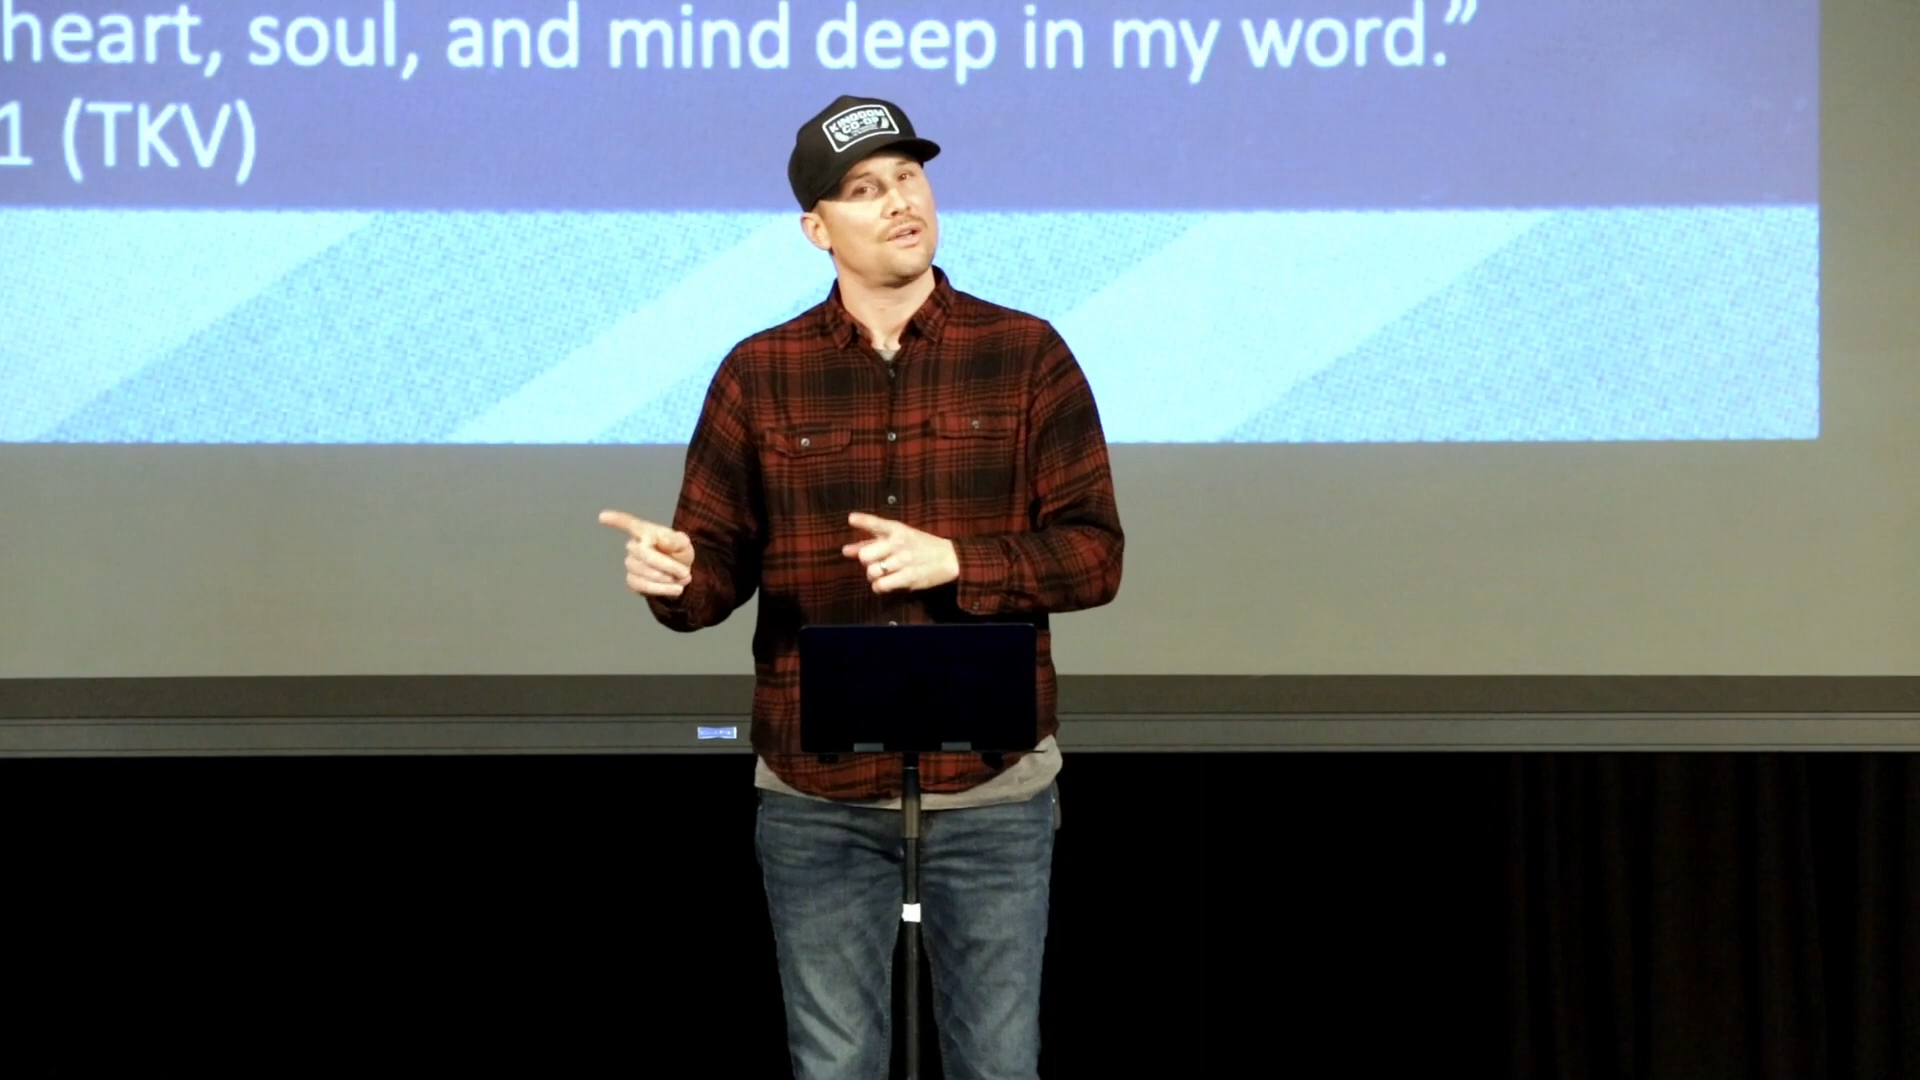 heart, soul, and mind deep in my word.”
1 (TKV)
KINGDOM
CO-OP